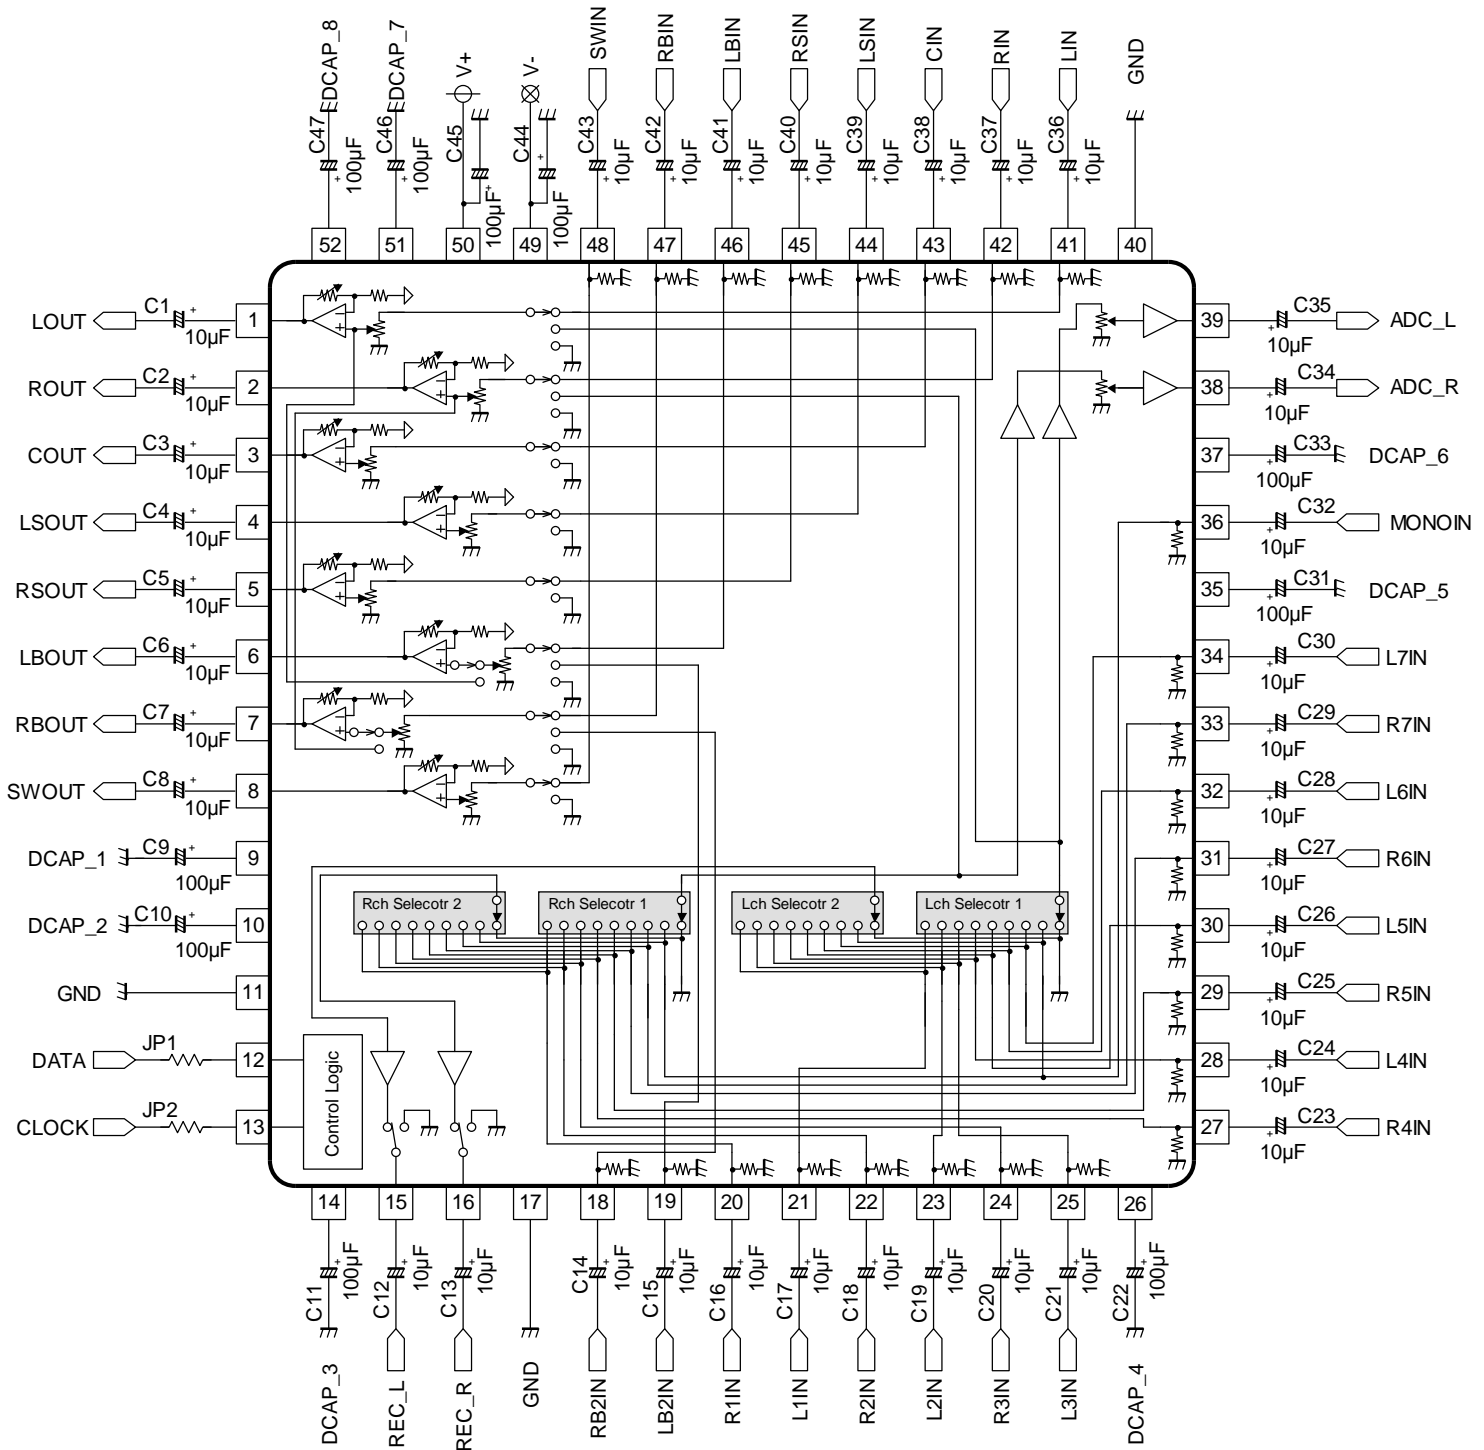 DCAP_8
DCAP_7
V+
V-
SWIN
RBIN
LBIN
RSIN
LSIN
CIN
RIN
LIN
GND
C47
100µF
C46
100µF
C45
100µF
C44
100µF
C43
10µF
C42
10µF
C41
10µF
C40
10µF
C39
10µF
C38
10µF
C37
10µF
C36
10µF
52
51
50
49
48
47
46
45
44
43
42
41
40
LOUT
C1
10µF
1
ROUT
C2
10µF
2
COUT
C3
10µF
3
LSOUT
C4
10µF
4
RSOUT
C5
10µF
5
LBOUT
C6
10µF
6
RBOUT
C7
10µF
7
SWOUT
C8
10µF
8
DCAP_1
C9
100µF
9
DCAP_2
C10
100µF
10
GND
11
DATA
JP1
12
CLOCK
JP2
13
39
C35
10µF
ADC_L
38
C34
10µF
ADC_R
37
C33
100µF
DCAP_6
36
C32
10µF
MONOIN
35
C31
100µF
DCAP_5
34
C30
10µF
L7IN
33
C29
10µF
R7IN
32
C28
10µF
L6IN
31
C27
10µF
R6IN
30
C26
10µF
L5IN
29
C25
10µF
R5IN
28
C24
10µF
L4IN
27
C23
10µF
R4IN
Rch Selecotr 2
Rch Selecotr 1
Lch Selecotr 2
Lch Selecotr 1
Control Logic
14
15
16
17
18
19
20
21
22
23
24
25
26
C11
100µF
C12
10µF
C13
10µF
C14
10µF
C15
10µF
C16
10µF
C17
10µF
C18
10µF
C19
10µF
C20
10µF
C21
10µF
C22
100µF
DCAP_3
REC_L
REC_R
GND
RB2IN
LB2IN
R1IN
L1IN
R2IN
L2IN
R3IN
L3IN
DCAP_4